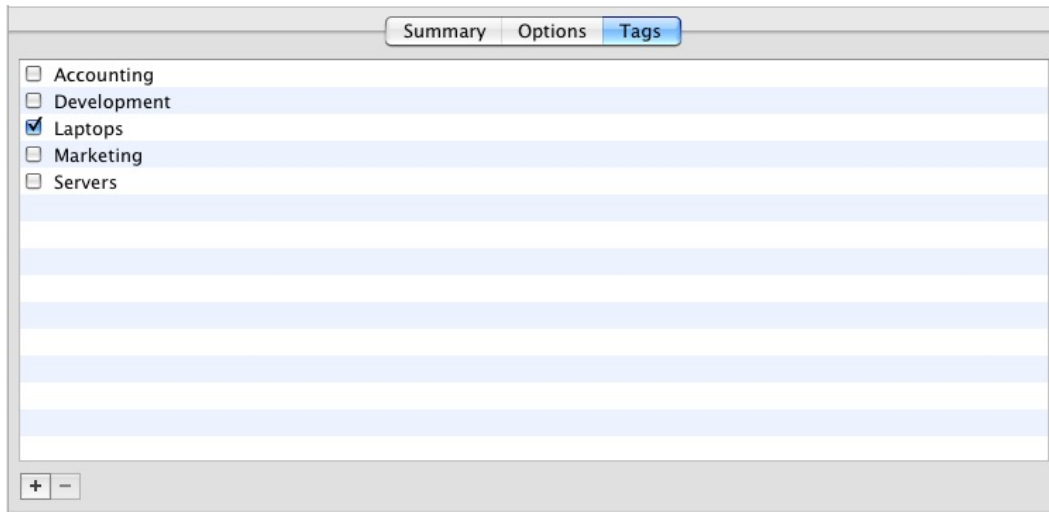 Summary Options Tags
Accounting
Development
Laptops
Marketing
Servers
+ −